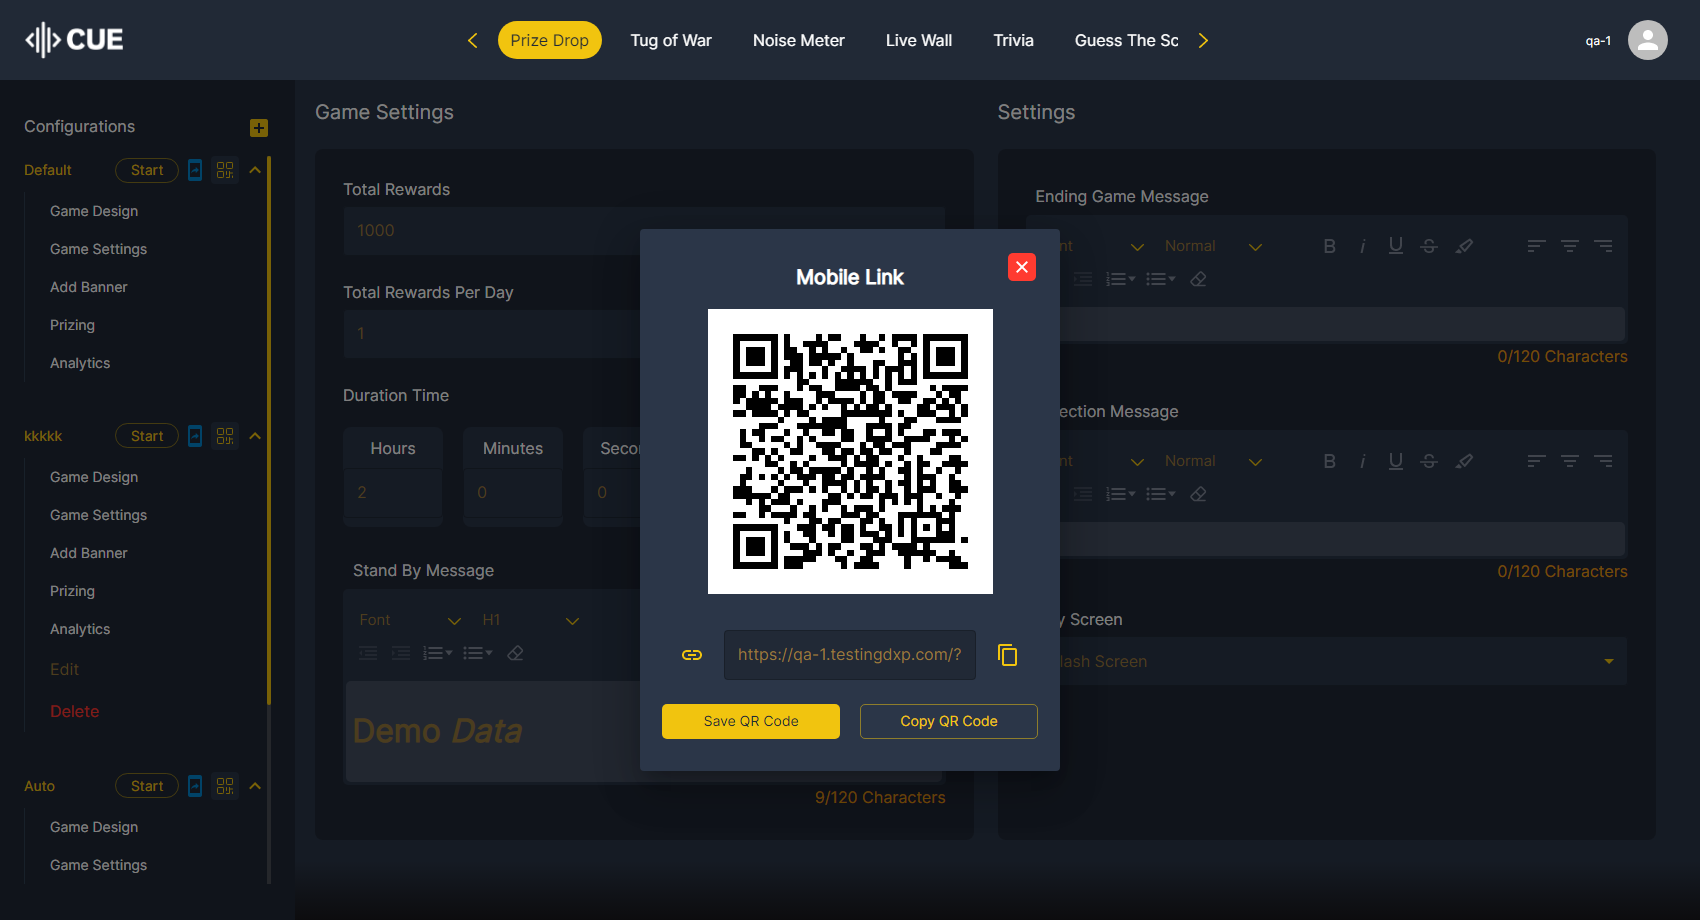 CUE
Prize Drop
Tug of War
Noise Meter
Live Wall
Trivia
Guess The Sc
qa-1
Configurations
Default
Start
Game Design
Game Settings
Add Banner
Prizing
Analytics
kkkkk
Start
Game Design
Game Settings
Add Banner
Prizing
Analytics
Edit
Delete
Auto
Start
Game Design
Game Settings
Game Settings
Total Rewards
1000
Total Rewards Per Day
1
Duration Time
Hours
Minutes
Secon
2
0
0
Stand By Message
Font
H1
Demo Data
9/120 Characters
Mobile Link
https://qa-1.testingdxp.com/?
Save QR Code
Copy QR Code
Settings
Ending Game Message
nt
Normal
0/120 Characters
ection Message
nt
Normal
0/120 Characters
y Screen
lash Screen